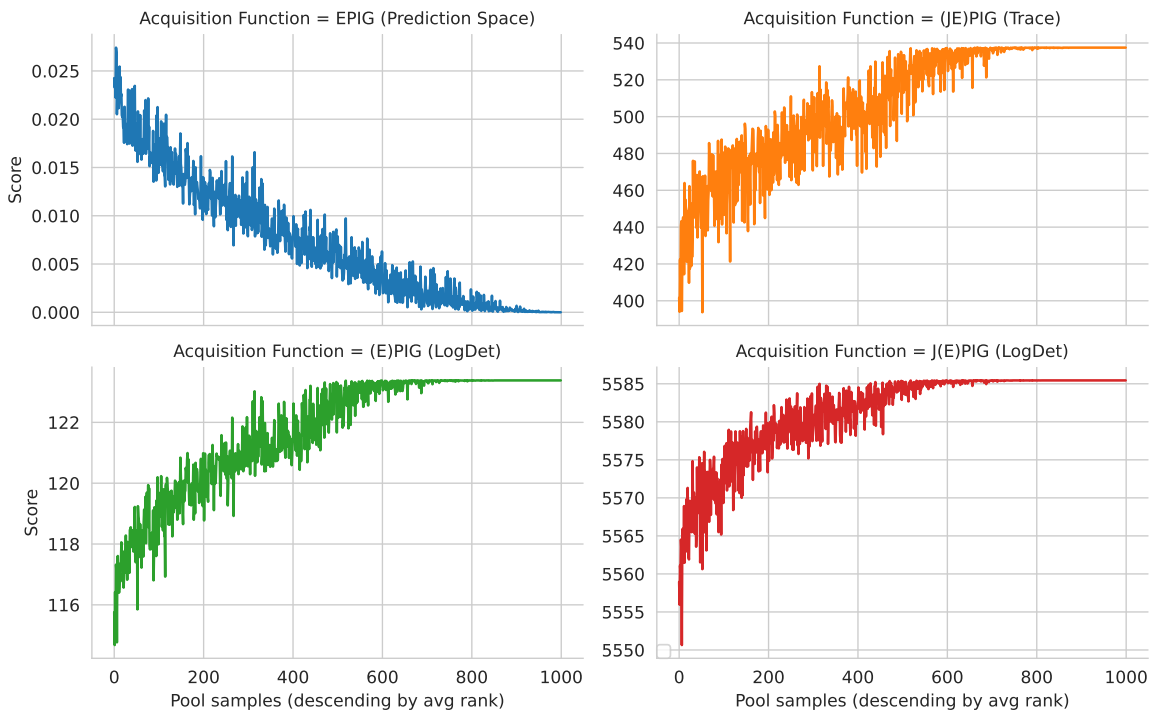 Acquisition Function = EPIG (Prediction Space)
Score
0.025
0.020
0.015
0.010
0.005
0.000
Acquisition Function = (JE)PIG (Trace)
540
520
500
480
460
440
420
400
Acquisition Function = (E)PIG (LogDet)
Score
122
120
118
116
0 200 400 600 800 1000
Pool samples (descending by avg rank)
Acquisition Function = J(E)PIG (LogDet)
5585
5580
5575
5570
5565
5560
5555
5550
0 200 400 600 800 1000
Pool samples (descending by avg rank)